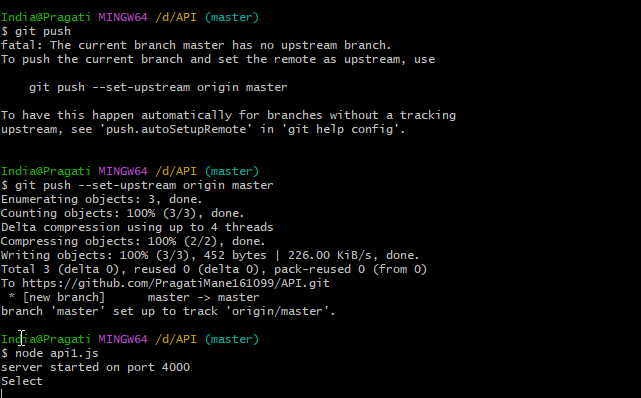 India@Pragati MINGW64 /d/API (master)
$ git push
fatal: The current branch master has no upstream branch.
To push the current branch and set the remote as upstream, use
git push --set-upstream origin master
To have this happen automatically for branches without a tracking
upstream, see 'push.autoSetupRemote' in 'git help config'.
India@Pragati MINGW64 /d/API (master)
$ git push --set-upstream origin master
Enumerating objects: 3, done.
Counting objects: 100% (3/3), done.
Delta compression using up to 4 threads
Compressing objects: 100% (2/2), done.
Writing objects: 100% (3/3), 452 bytes | 226.00 KiB/s, done.
Total 3 (delta 0), reused 0 (delta 0), pack-reused 0 (from 0)
To https://github.com/PragatiMane161099/API.git
* [new branch]      master -> master
branch 'master' set up to track 'origin/master'.
India@Pragati MINGW64 /d/API (master)
$ node api1.js
server started on port 4000
Select